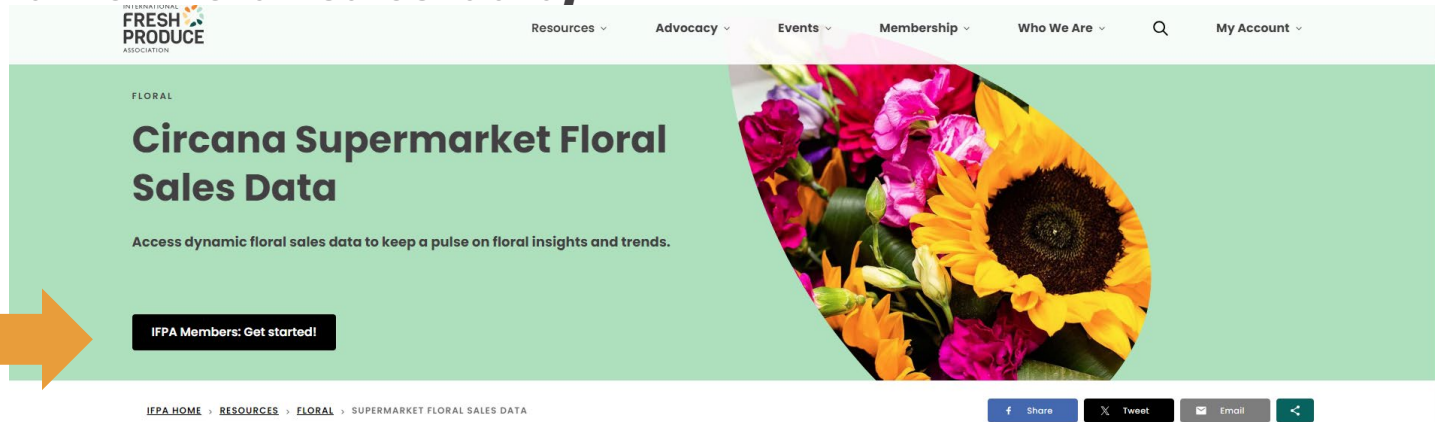 INTERNATIONAL
FRESH
PRODUCE
ASSOCIATION
Resources
Advocacy
Events
Membership
Who We Are
My Account
FLORAL
Circana Supermarket Floral
Sales Data
Access dynamic floral sales data to keep a pulse on floral insights and trends.
IFPA Members: Get started!
IFPA HOME > RESOURCES > FLORAL > SUPERMARKET FLORAL SALES DATA
Share
Tweet
Email